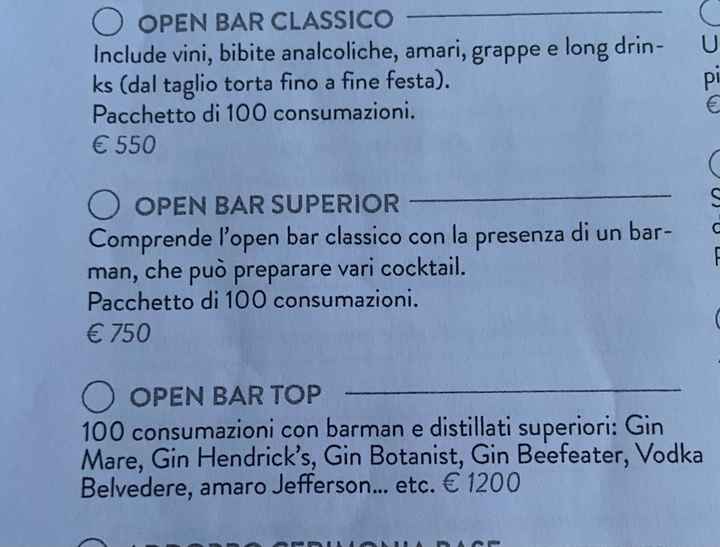 OPEN BAR CLASSICO
Include vini, bibite analcoliche, amari, grappe e long drin-
ks (dal taglio torta fino a fine festa).
Pacchetto di 100 consumazioni.
€ 550
OPEN BAR SUPERIOR
Comprende l'open bar classico con la presenza di un bar-
man, che può preparare vari cocktail.
Pacchetto di 100 consumazioni.
€ 750
OPEN BAR TOP
100 consumazioni con barman e distillati superiori: Gin
Mare, Gin Hendrick's, Gin Botanist, Gin Beefeater, Vodka
Belvedere, amaro Jefferson... etc. € 1200